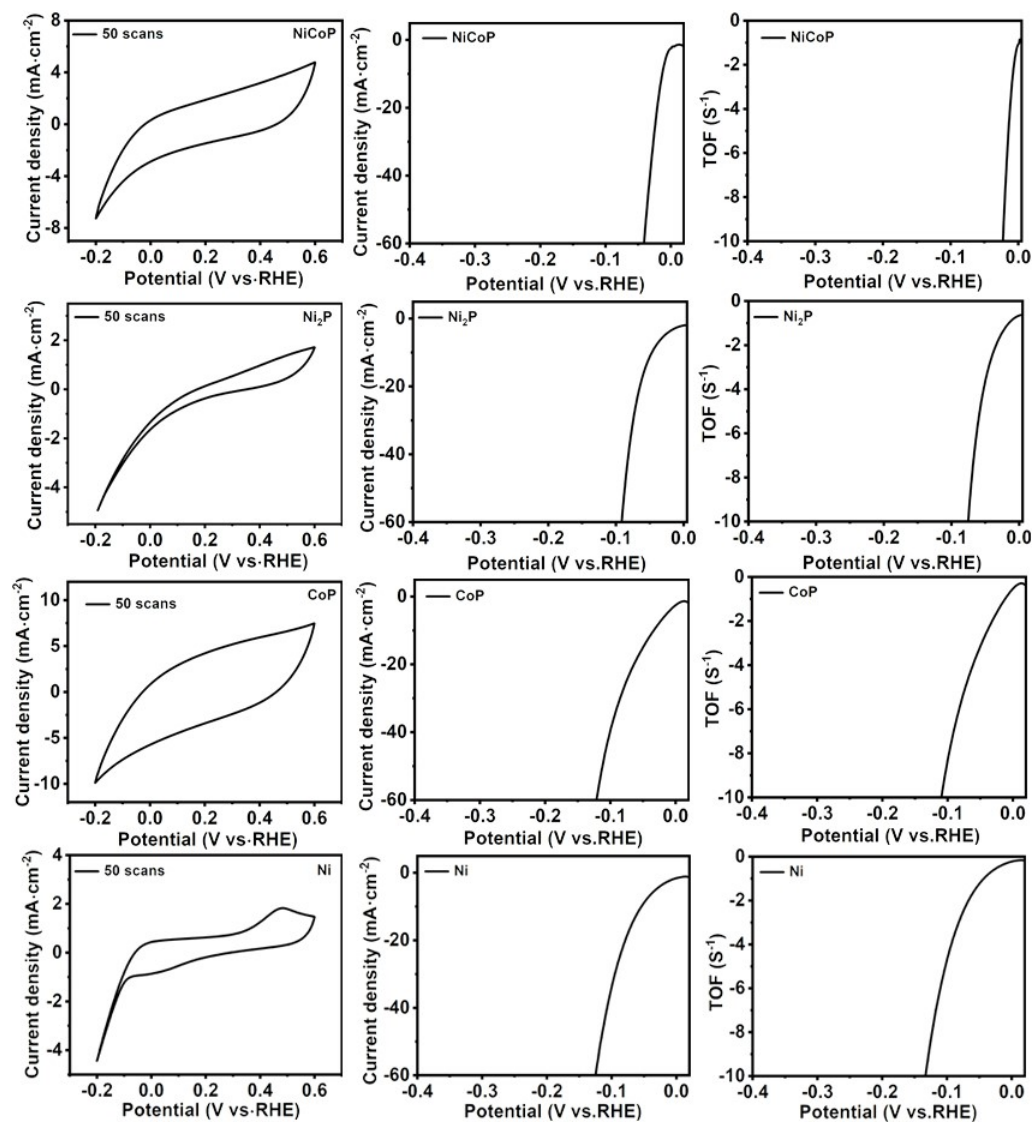 Current density (mA·cm-2)
8
4
0
-4
-8
50 scans
NiCoP
-0.2
0.0
0.2
0.4
0.6
Potential (V vs·RHE)
Current density (mA·cm-2)
0
-20
-40
-60
NiCoP
-0.4
-0.3
-0.2
-0.1
0.0
Potential (V vs.RHE)
TOF (S-1)
0
-2
-4
-6
-8
-10
NiCoP
-0.4
-0.3
-0.2
-0.1
0.0
Potential (V vs.RHE)
Current density (mA·cm-2)
2
0
-2
-4
50 scans
Ni2P
-0.2
0.0
0.2
0.4
0.6
Potential (V vs·RHE)
Current density (mA·cm-2)
0
-20
-40
-60
Ni2P
-0.4
-0.3
-0.2
-0.1
0.0
Potential (V vs.RHE)
TOF (S-1)
0
-2
-4
-6
-8
-10
Ni2P
-0.4
-0.3
-0.2
-0.1
0.0
Potential (V vs.RHE)
Current density (mA·cm-2)
10
5
0
-5
-10
50 scans
CoP
-0.2
0.0
0.2
0.4
0.6
Potential (V vs·RHE)
Current density (mA·cm-2)
0
-20
-40
-60
CoP
-0.4
-0.3
-0.2
-0.1
0.0
Potential (V vs.RHE)
TOF (S-1)
0
-2
-4
-6
-8
-10
CoP
-0.4
-0.3
-0.2
-0.1
0.0
Potential (V vs.RHE)
Current density (mA·cm-2)
4
2
0
-2
-4
50 scans
Ni
-0.2
0.0
0.2
0.4
0.6
Potential (V vs·RHE)
Current density (mA·cm-2)
0
-20
-40
-60
Ni
-0.4
-0.3
-0.2
-0.1
0.0
Potential (V vs.RHE)
TOF (S-1)
0
-2
-4
-6
-8
-10
Ni
-0.4
-0.3
-0.2
-0.1
0.0
Potential (V vs.RHE)